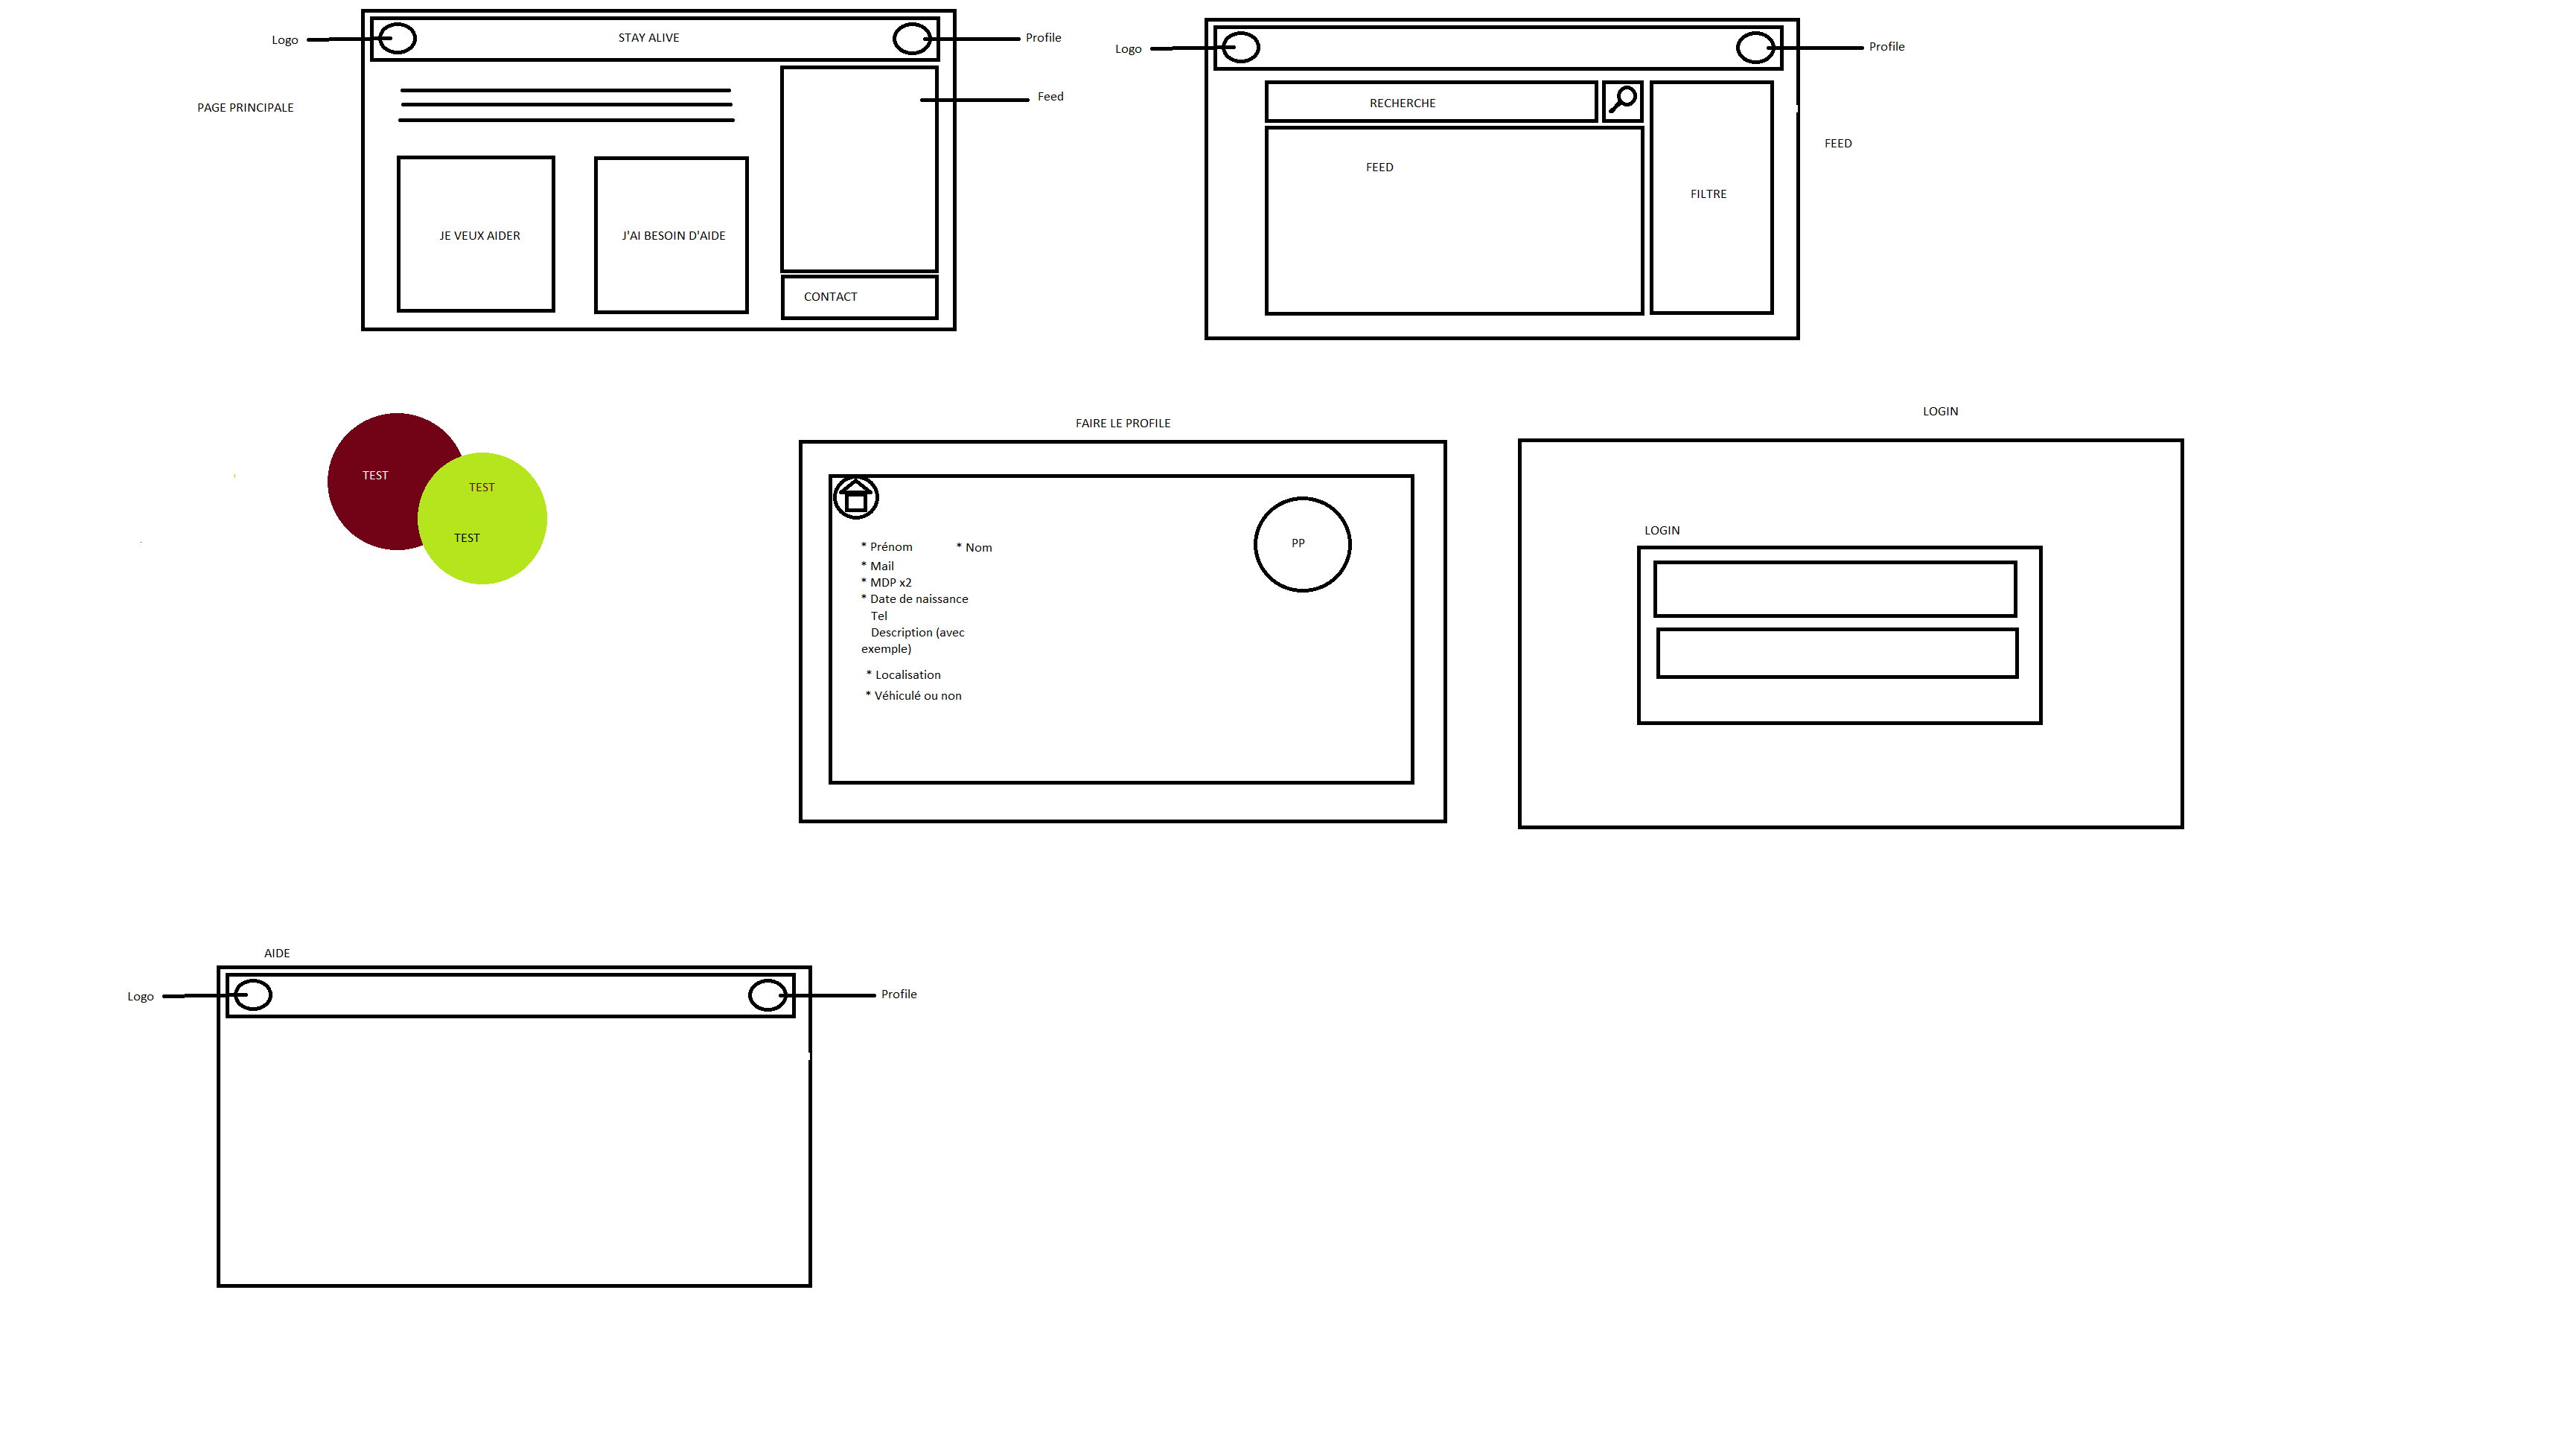 Logo
STAY ALIVE
Profile
PAGE PRINCIPALE
Feed
JE VEUX AIDER
J'AI BESOIN D'AIDE
CONTACT
Logo
Profile
RECHERCHE
FEED
FILTRE
FEED
TEST
TEST
TEST
FAIRE LE PROFILE
PP
* Prénom * Nom
* Mail
* MDP x2
* Date de naissance
Tel
Description (avec
exemple)
* Localisation
* Véhiculé ou non
LOGIN
LOGIN
AIDE
Logo
Profile